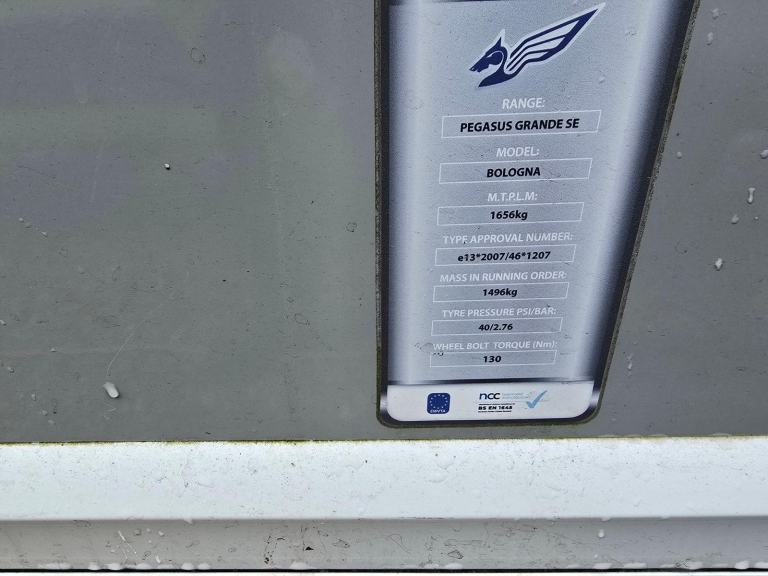 RANGE:
PEGASUS GRANDE SE
MODEL:
BOLOGNA
M.T.P.L.M:
1656kg
TYPE APPROVAL NUMBER:
e13*2007/46*1207
MASS IN RUNNING ORDER:
1496kg
TYRE PRESSURE PSI/BAR:
40/2.76
WHEEL BOLT TORQUE (Nm):
130
ncc
BS EN 1645